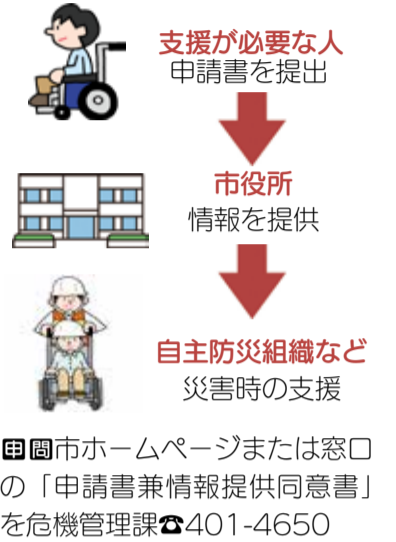 支援が必要な人
申請書を提出
市役所
情報を提供
自主防災組織など
災害時の支援
申問市ホームページまたは窓口
の「申請書兼情報提供同意書」
を危機管理課☎401-4650